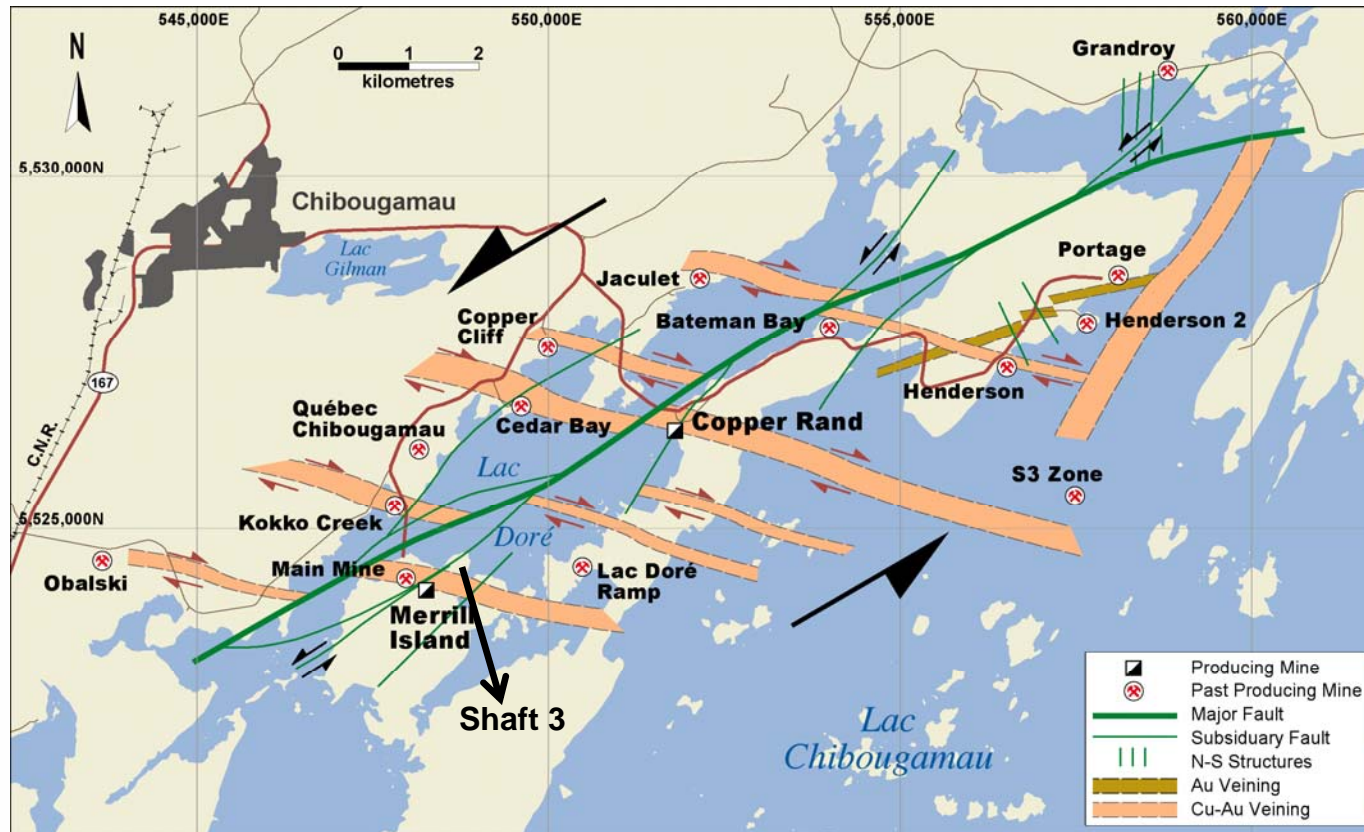 545,000E
550,000E
555,000E
560,000E
N
0 1 2
kilometres
Grandroy
5,530,000N
Chibougamau
Lac
Gilman
Jaculet
Portage
Copper
Cliff
Bateman Bay
Henderson 2
167
Henderson
Québec
Chibougamau
Cedar Bay
Copper Rand
C.N.R.
Lac
S3 Zone
5,525,000N
Kokko Creek
Doré
Obalski
Main Mine
Lac Doré
Ramp
Merrill
Island
Shaft 3
Lac
Chibougamau
Producing Mine
Past Producing Mine
Major Fault
Subsiduary Fault
N-S Structures
Au Veining
Cu-Au Veining